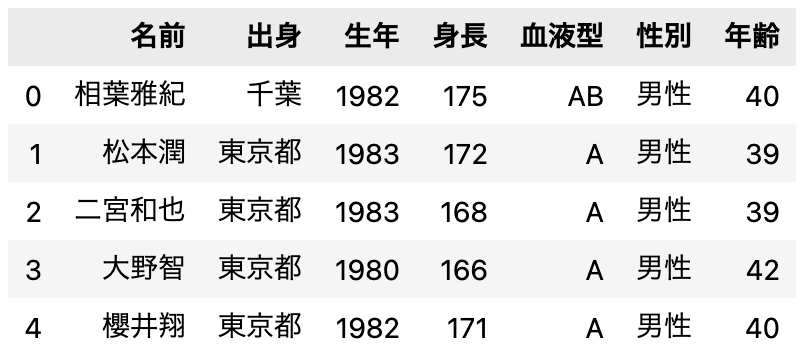 名前 出身 生年 身長 血液型 性別 年齢
0 相葉雅紀 千葉 1982 175 AB 男性 40
1 松本潤 東京都 1983 172 A 男性 39
2 二宮和也 東京都 1983 168 A 男性 39
3 大野智 東京都 1980 166 A 男性 42
4 櫻井翔 東京都 1982 171 A 男性 40